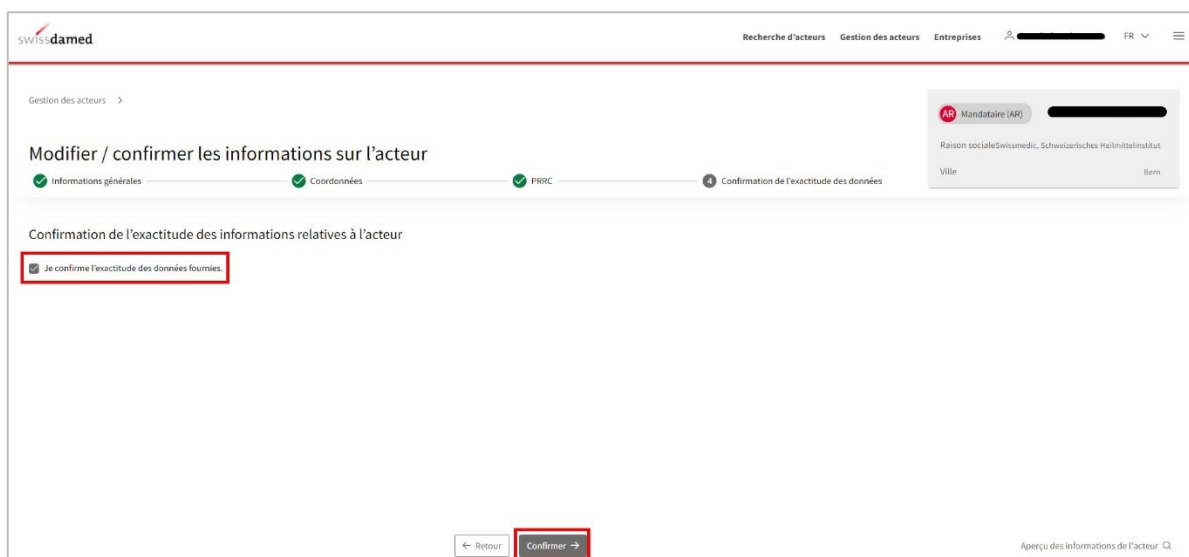 swissdamed
Recherche d'acteurs Gestion des acteurs Entreprises FR
Gestion des acteurs >
AR Mandataire (AR)
Modifier / confirmer les informations sur l'acteur
Raison socialeSwissmedic, Schweizerisches Heilmittelinstitut
Ville Bern
Informations générales Coordonnées PRRC 4 Confirmation de l'exactitude des données
Confirmation de l'exactitude des informations relatives à l'acteur
Je confirme l'exactitude des données fournies.
← Retour Confirmer → Aperçu des informations de l'acteur